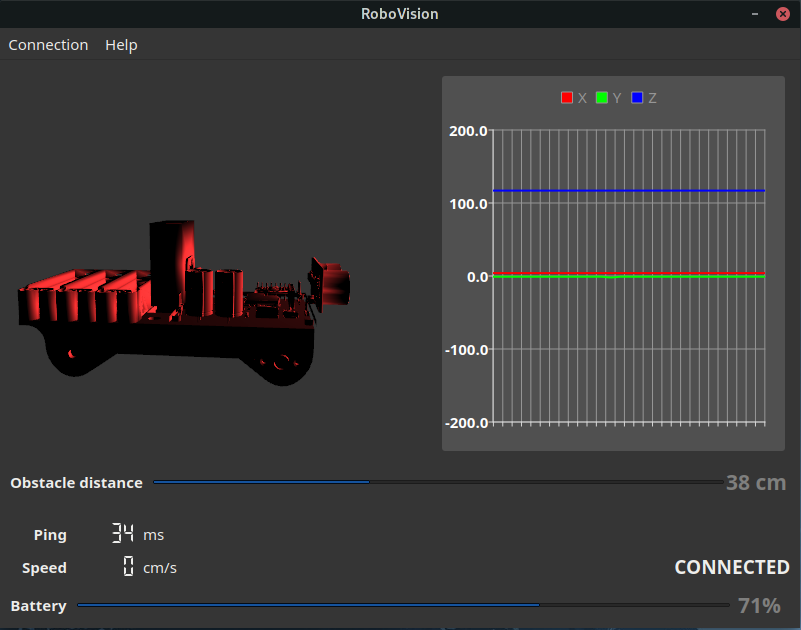 RoboVision
Connection Help
X Y Z
200.0
100.0
0.0
-100.0
-200.0
Obstacle distance 38 cm
Ping 34 ms
Speed 0 cm/s
CONNECTED
Battery 71%